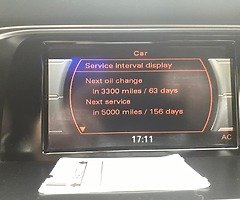 Car
Service interval display
Next oil change
in 3300 miles / 63 days
Next service
in 5000 miles / 156 days
17:11
AC